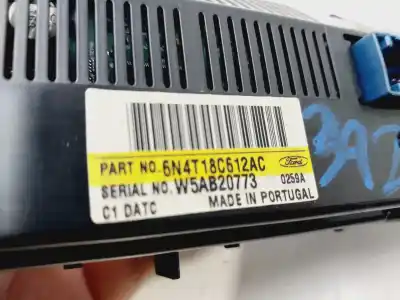 PART NO. 6N4T18C612AC
Ford
SERIAL NO. W5AB20773 0259A
C1 DATC MADE IN PORTUGAL